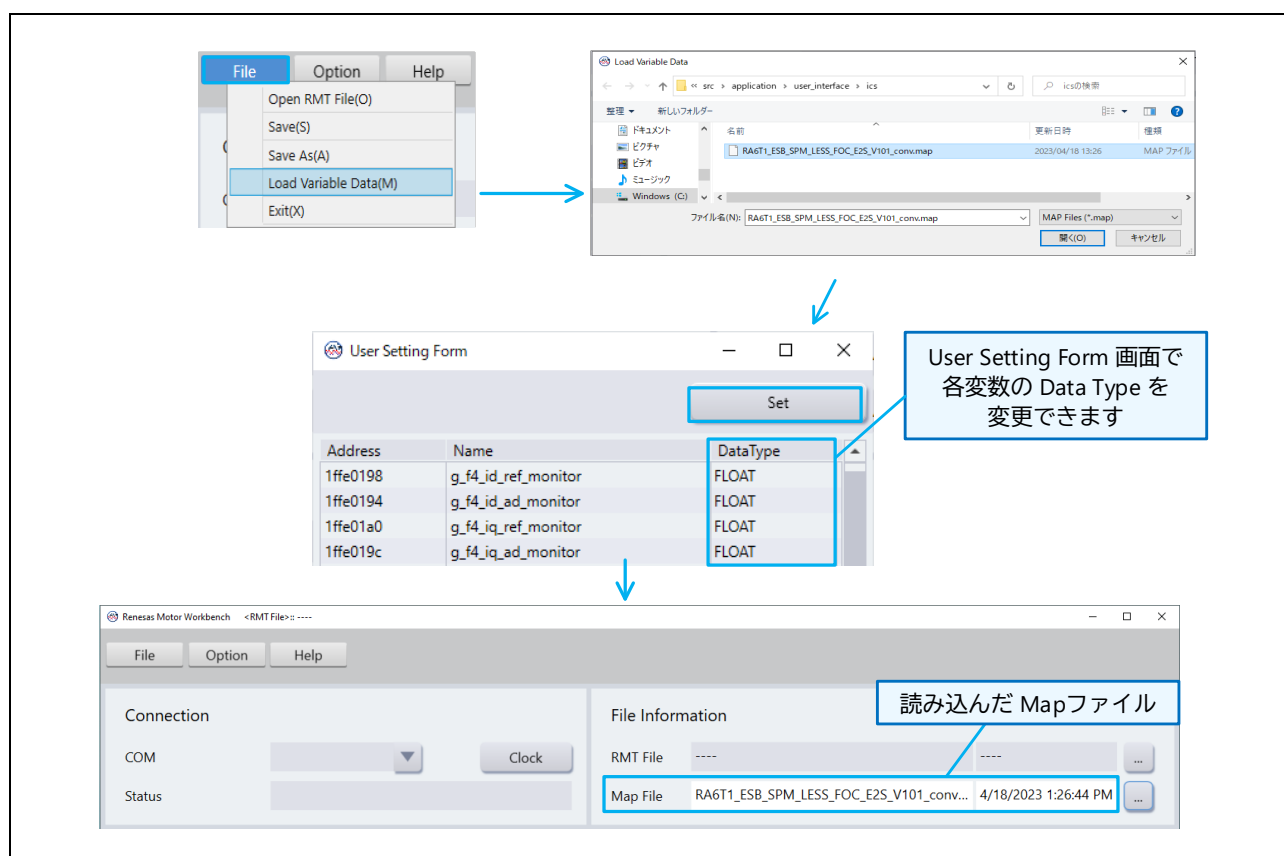 File Option Help
Open RMT File(O)
Save(S)
Save As(A)
Load Variable Data(M)
Exit(X)
Load Variable Data
« src › application › user_interface › ics
icsの検索
整理 新しいフォルダー
ドキュメント
ピクチャ
ビデオ
ミュージック
Windows (C:)
名前 更新日時 種類
RA6T1_ESB_SPM_LESS_FOC_E2S_V101_conv.map 2023/04/18 13:26 MAP ファイル
ファイル名(N): RA6T1_ESB_SPM_LESS_FOC_E2S_V101_conv.map MAP Files (*.map)
開く(O) キャンセル
User Setting Form
Set
Address Name DataType
1ffe0198 g_f4_id_ref_monitor FLOAT
1ffe0194 g_f4_id_ad_monitor FLOAT
1ffe01a0 g_f4_iq_ref_monitor FLOAT
1ffe019c g_f4_iq_ad_monitor FLOAT
User Setting Form 画面で
各変数の Data Type を
変更できます
Renesas Motor Workbench <RMT File>:: ----
File Option Help
読み込んだ Mapファイル
Connection
COM Clock
Status
File Information
RMT File ---- ---- ...
Map File RA6T1_ESB_SPM_LESS_FOC_E2S_V101_conv... 4/18/2023 1:26:44 PM ...